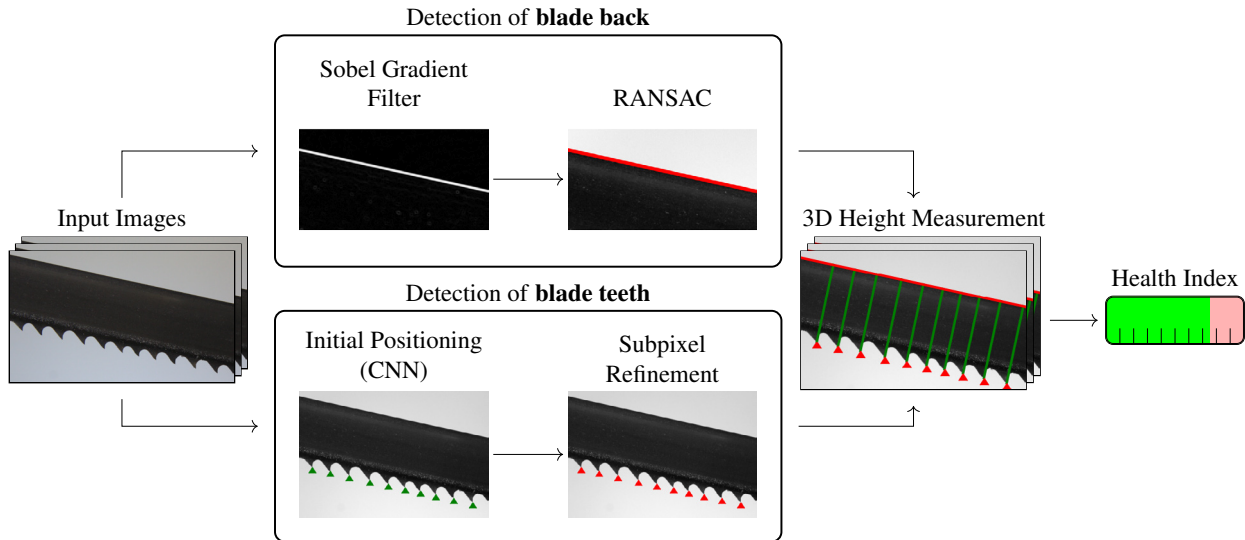 Detection of blade back
Sobel Gradient
Filter
RANSAC
Input Images
3D Height Measurement
Health Index
Detection of blade teeth
Initial Positioning
(CNN)
Subpixel
Refinement